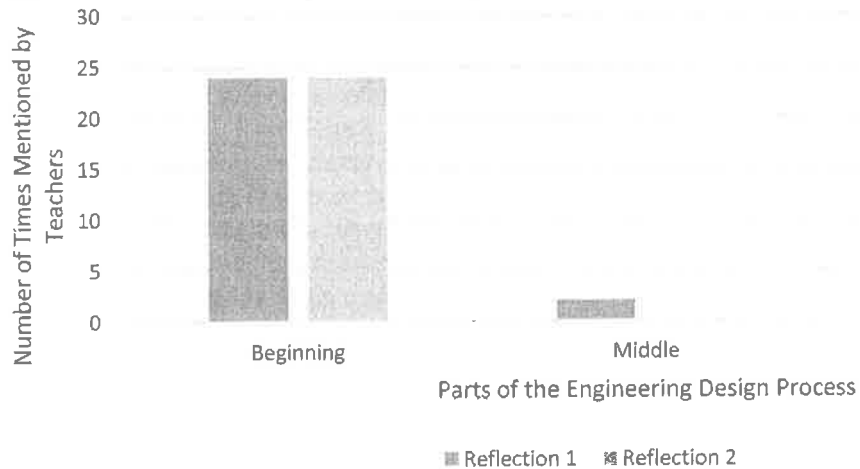 30
25
20
15
10
5
0
Number of Times Mentioned by
Teachers
Beginning
Middle
Parts of the Engineering Design Process
Reflection 1
Reflection 2